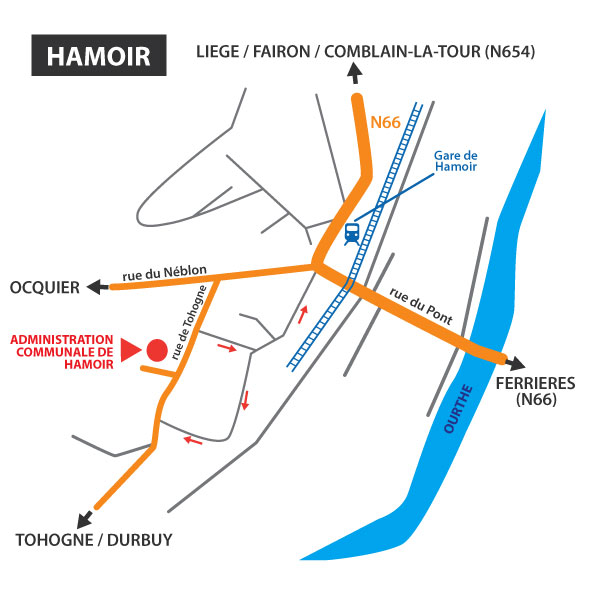 HAMOIR
LIEGE / FAIRON / COMBLAIN-LA-TOUR (N654)
N66
Gare de
Hamoir
rue du Néblon
OCQUIER
rue du Pont
rue de Tohogne
ADMINISTRATION
COMMUNALE DE
HAMOIR
FERRIERES
(N66)
OURTHE
TOHOGNE / DURBUY